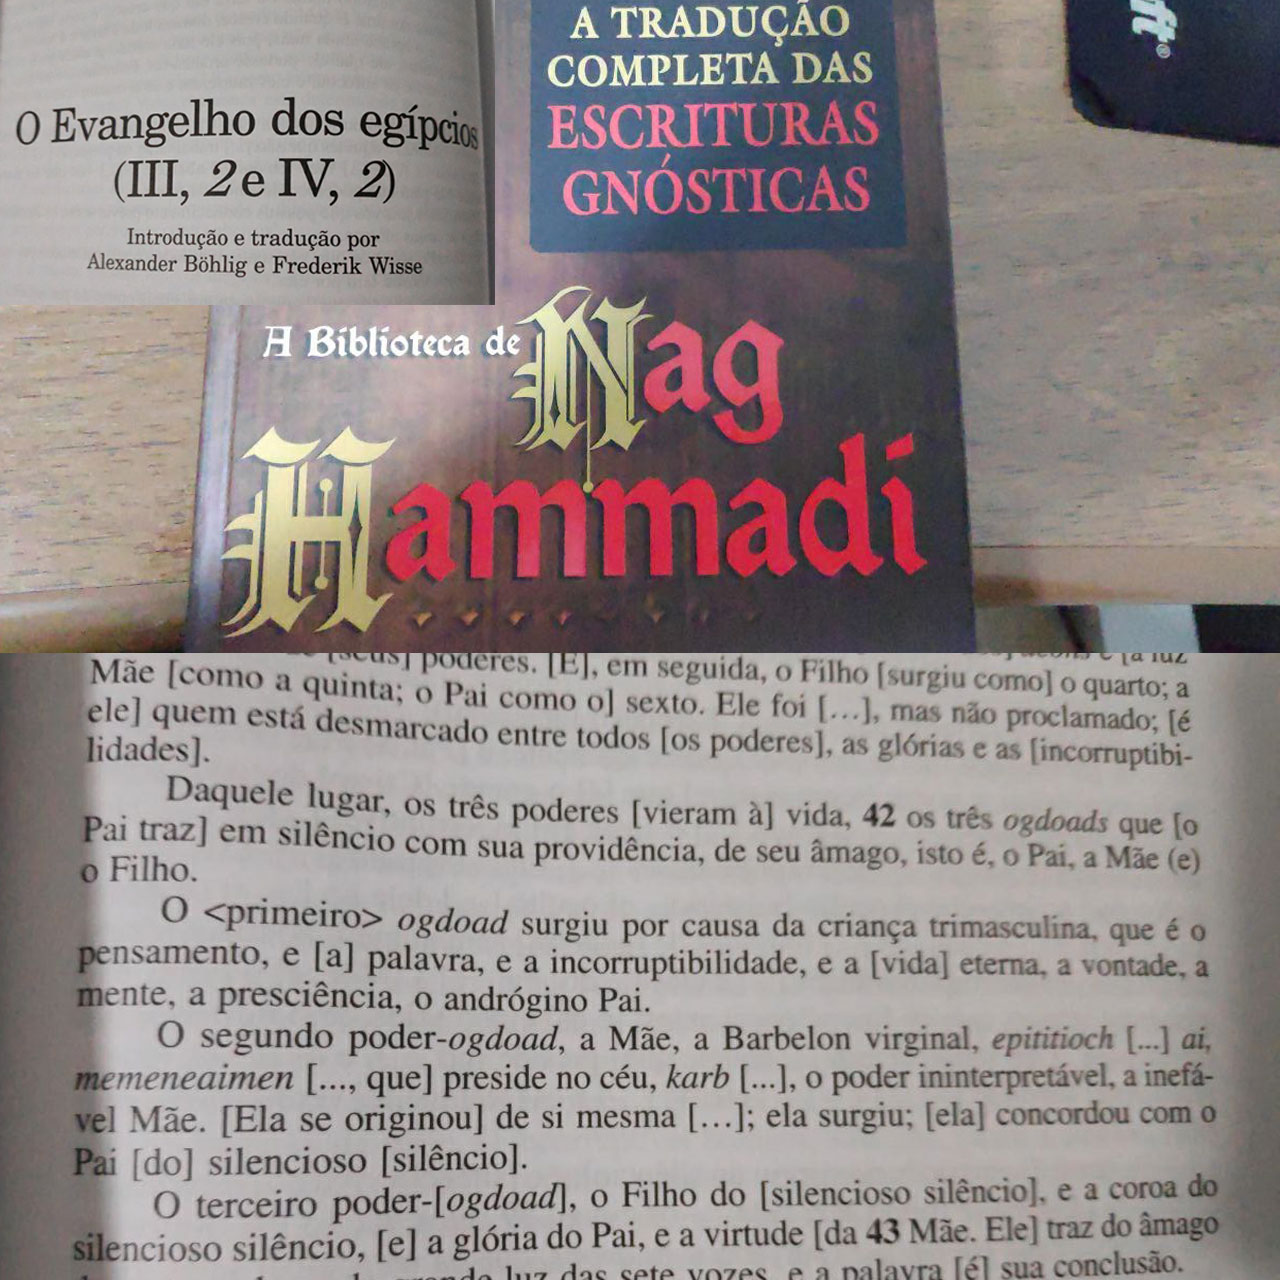 O Evangelho dos egípcios
(III, 2 e IV, 2)
Introdução e tradução por
Alexander Böhlig e Frederik Wisse
A TRADUÇÃO
COMPLETA DAS
ESCRITURAS
GNÓSTICAS
A Biblioteca de Nag
Hammadi
ft®
[seus] poderes. [E], em seguida, o Filho [surgiu como] o quarto; a
Mãe [como a quinta; o Pai como o] sexto. Ele foi […], mas não proclamado; [é
ele] quem está desmarcado entre todos [os poderes], as glórias e as [incorruptibi-
lidades].
Daquele lugar, os três poderes [vieram à] vida, 42 os três ogdoads que [o
Pai traz] em silêncio com sua providência, de seu âmago, isto é, o Pai, a Mãe (e)
o Filho.
O <primeiro> ogdoad surgiu por causa da criança trimasculina, que é o
pensamento, e [a] palavra, e a incorruptibilidade, e a [vida] eterna, a vontade, a
mente, a presciência, o andrógino Pai.
O segundo poder-ogdoad, a Mãe, a Barbelon virginal, epititioch [...] ai,
memeneaimen [..., que] preside no céu, karb [...], o poder ininterpretável, a inefá-
vel Mãe. [Ela se originou] de si mesma […]; ela surgiu; [ela] concordou com o
Pai [do] silencioso [silêncio].
O terceiro poder-[ogdoad], o Filho do [silencioso silêncio], e a coroa do
silencioso silêncio, [e] a glória do Pai, e a virtude [da 43 Mãe. Ele] traz do âmago
luz das sete vozes, e a palavra [é] sua conclusão.